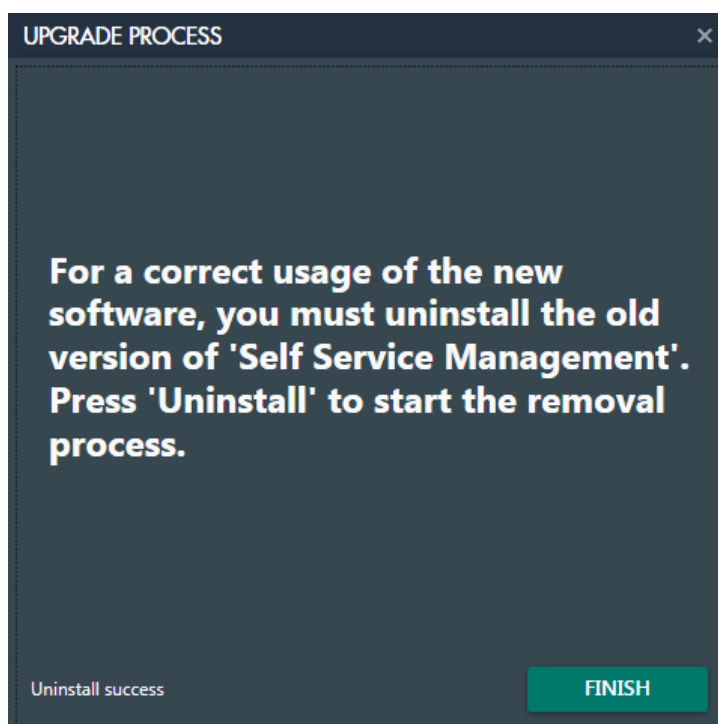 UPGRADE PROCESS
For a correct usage of the new
software, you must uninstall the old
version of 'Self Service Management'.
Press 'Uninstall' to start the removal
process.
Uninstall success
FINISH